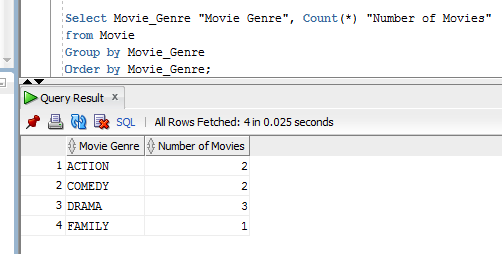 Select Movie_Genre "Movie Genre", Count(*) "Number of Movies"
from Movie
Group by Movie_Genre
Order by Movie_Genre;
Query Result x
SQL | All Rows Fetched: 4 in 0.025 seconds
Movie Genre Number of Movies
1 ACTION 2
2 COMEDY 2
3 DRAMA 3
4 FAMILY 1